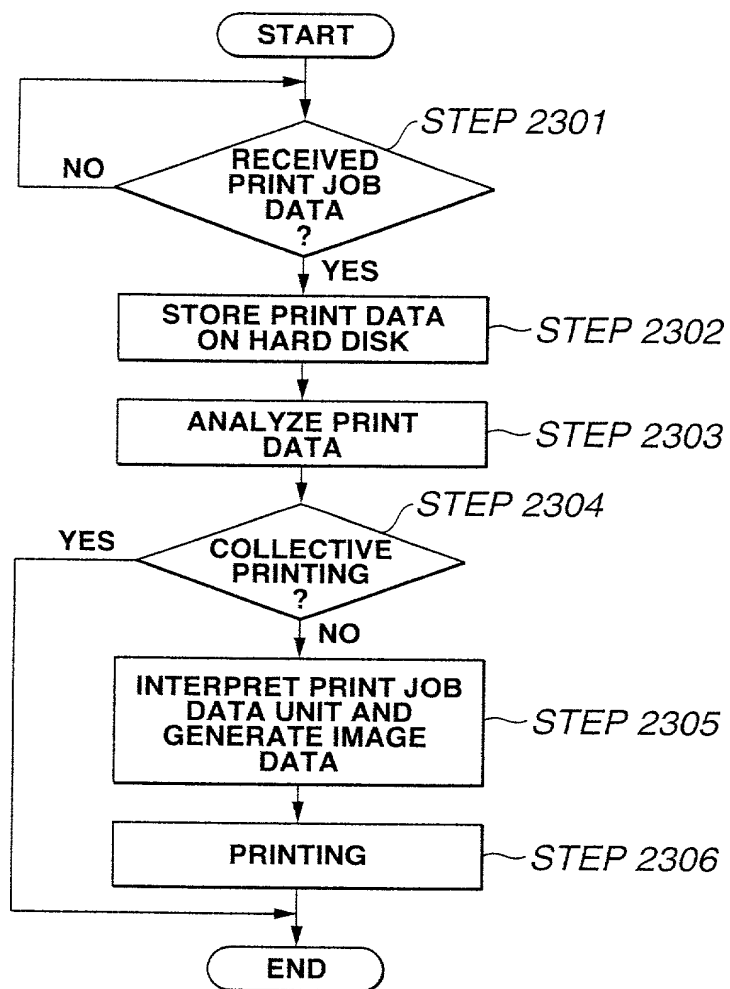 START
STEP 2301
NO
RECEIVED
PRINT JOB
DATA
?
YES
STORE PRINT DATA
ON HARD DISK
STEP 2302
ANALYZE PRINT
DATA
STEP 2303
STEP 2304
YES
COLLECTIVE
PRINTING
?
NO
INTERPRET PRINT JOB
DATA UNIT AND
GENERATE IMAGE
DATA
STEP 2305
PRINTING
STEP 2306
END